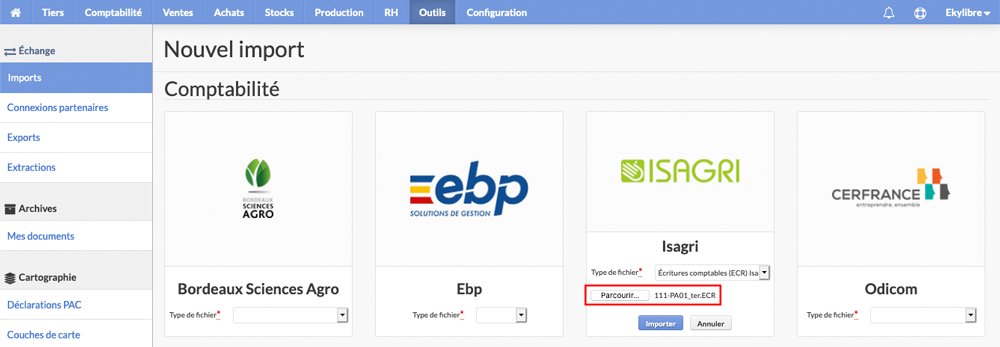 Tiers Comptabilité Ventes Achats Stocks Production RH Outils Configuration Ekylibre
Échange
Imports
Connexions partenaires
Exports
Extractions
Archives
Mes documents
Cartographie
Déclarations PAC
Couches de carte
Nouvel import
Comptabilité
BORDEAUX
SCIENCES
AGRO
Bordeaux Sciences Agro
Type de fichier*
ebp
SOLUTIONS DE GESTION
Ebp
Type de fichier*
ISAGRI
Isagri
Type de fichier* Écritures comptables (ECR) Isa
Parcourir... 111-PA01_ter.ECR
Importer Annuler
CERFRANCE
entreprendre, ensemble
Odicom
Type de fichier*